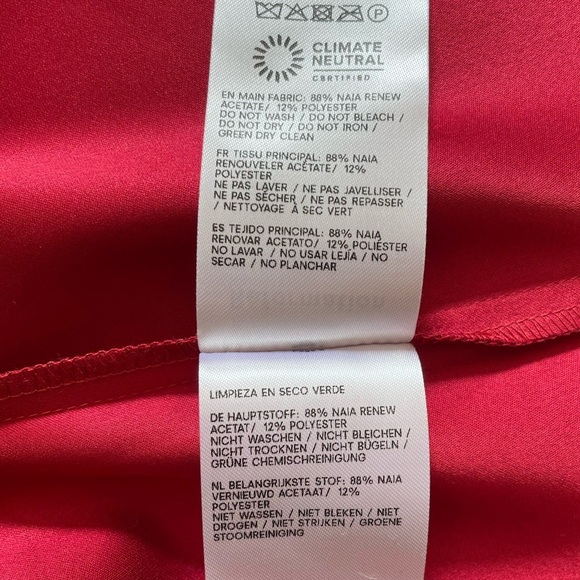 P
CLIMATE
NEUTRAL
CERTIFIED
EN MAIN FABRIC: 88% NAIA RENEW
ACETATE/ 12% POLYESTER
DO NOT WASH / DO NOT BLEACH /
DO NOT DRY / DO NOT IRON /
GREEN DRY CLEAN
FR TISSU PRINCIPAL: 88% NAIA
RENOUVELER ACÉTATE/ 12%
POLYESTER
NE PAS LAVER / NE PAS JAVELLISER /
NE PAS SÉCHER / NE PAS REPASSER
/ NETTOYAGE À SEC VERT
ES TEJIDO PRINCIPAL: 88% NAIA
RENOVAR ACETATO/ 12% POLIÉSTER
NO LAVAR / NO USAR LEJÍA / NO
SECAR / NO PLANCHAR
Reformation
LIMPIEZA EN SECO VERDE
DE HAUPTSTOFF: 88% NAIA RENEW
ACETAT/ 12% POLYESTER
NICHT WASCHEN / NICHT BLEICHEN /
NICHT TROCKNEN / NICHT BÜGELN /
GRÜNE CHEMISCHREINIGUNG
NL BELANGRIJKSTE STOF: 88% NAIA
VERNIEUWD ACETAAT/ 12%
POLYESTER
NIET WASSEN / NIET BLEKEN / NIET
DROGEN / NIET STRIJKEN / GROENE
STOOMREINIGING